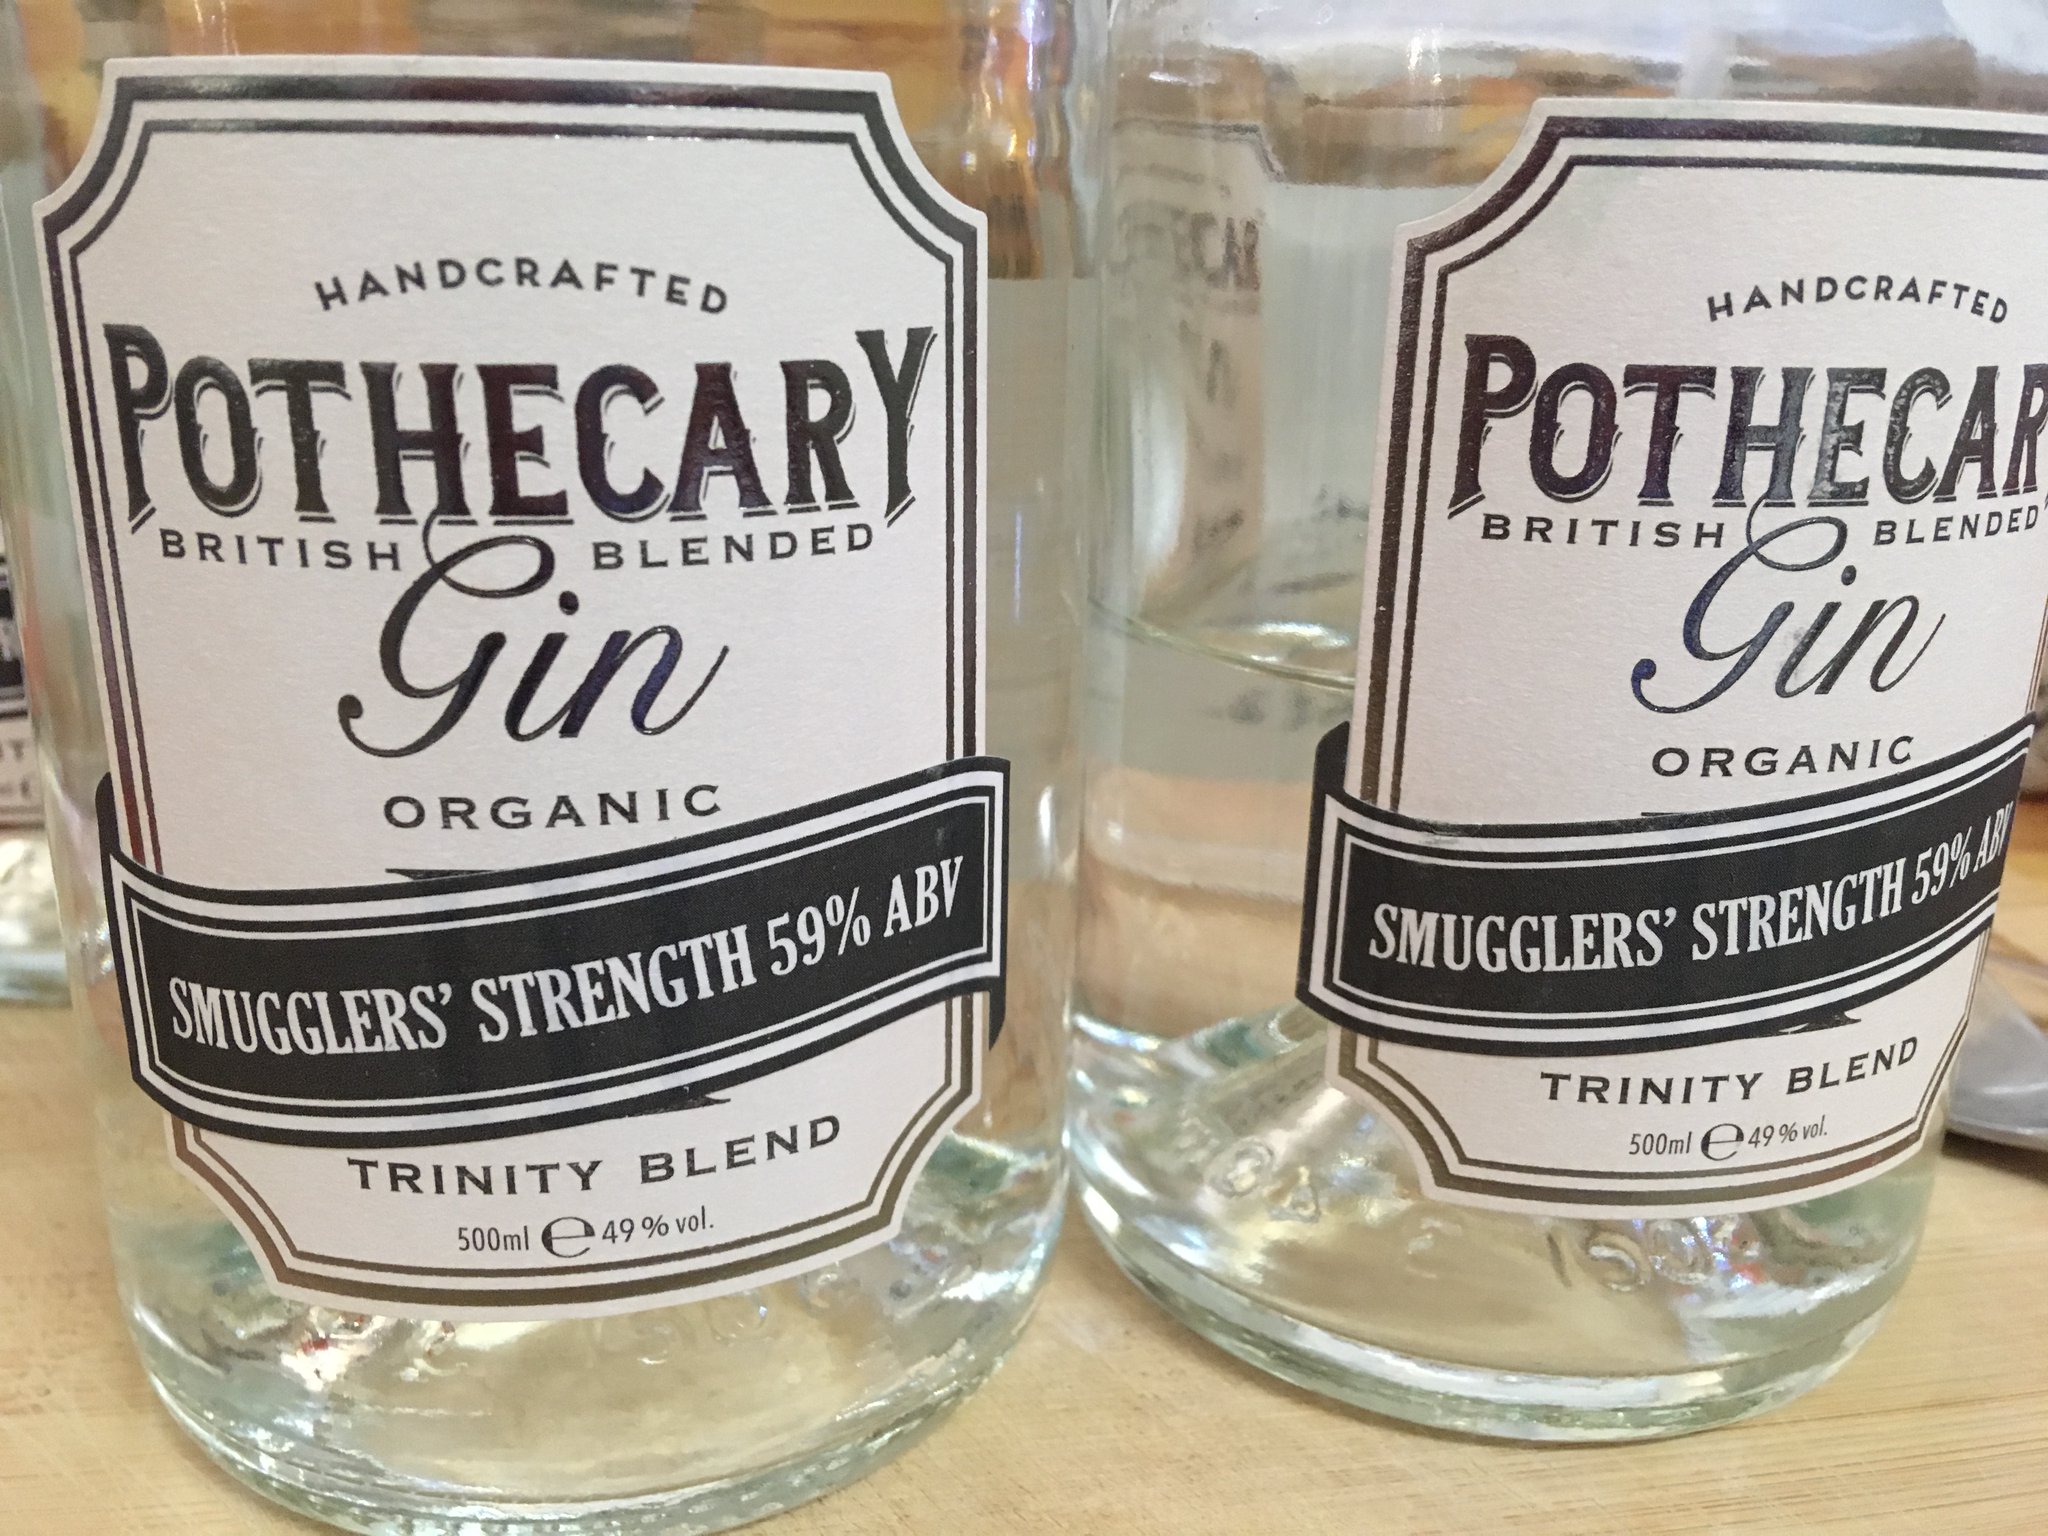 HANDCRAFTED
POTHECARY
BRITISH BLENDED
Gin
ORGANIC
SMUGGLERS' STRENGTH 59% ABV
TRINITY BLEND
500ml ℮ 49% vol.
HANDCRAFTED
POTHECAR
BRITISH BLENDED
Gin
ORGANIC
SMUGGLERS' STRENGTH 59% ABV
TRINITY BLEND
500ml ℮ 49% vol.